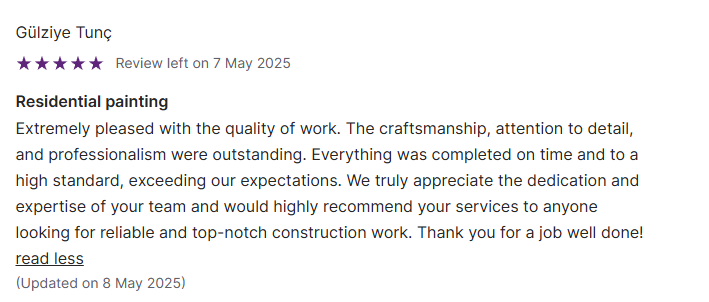 Gülziye Tunç
★★★★★ Review left on 7 May 2025
Residential painting
Extremely pleased with the quality of work. The craftsmanship, attention to detail,
and professionalism were outstanding. Everything was completed on time and to a
high standard, exceeding our expectations. We truly appreciate the dedication and
expertise of your team and would highly recommend your services to anyone
looking for reliable and top-notch construction work. Thank you for a job well done!
read less
(Updated on 8 May 2025)